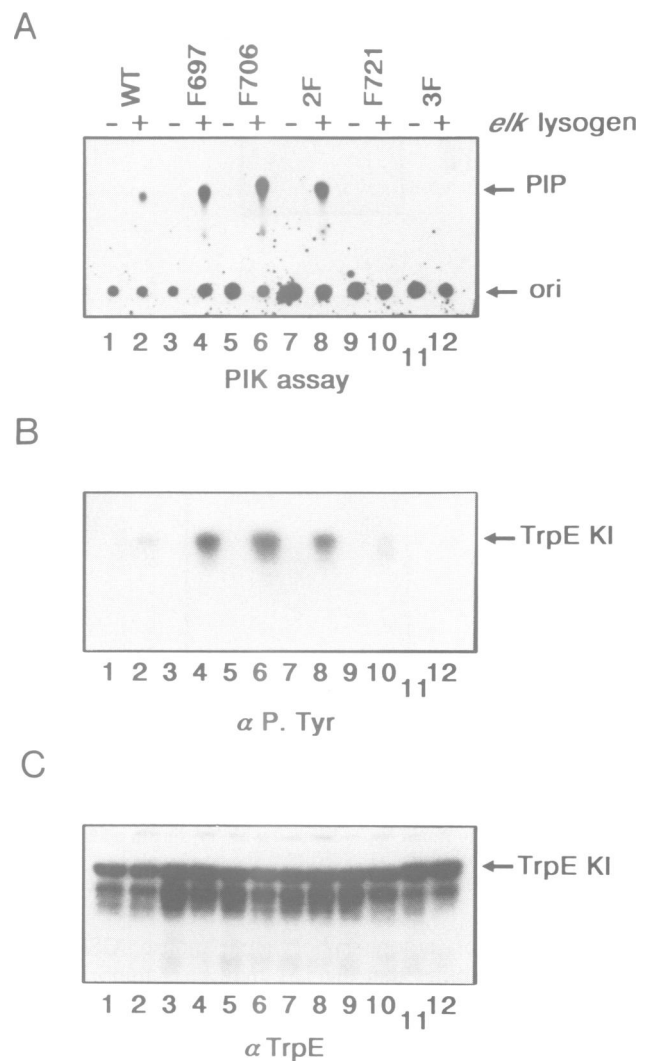 A
WT F697 F706 2F F721 3F
- + - + - + - + - + - + elk lysogen
PIP
ori
1 2 3 4 5 6 7 8 9 10 11 12
PIK assay
B
TrpE KI
1 2 3 4 5 6 7 8 9 10 11 12
α P. Tyr
C
TrpE KI
1 2 3 4 5 6 7 8 9 10 11 12
α TrpE